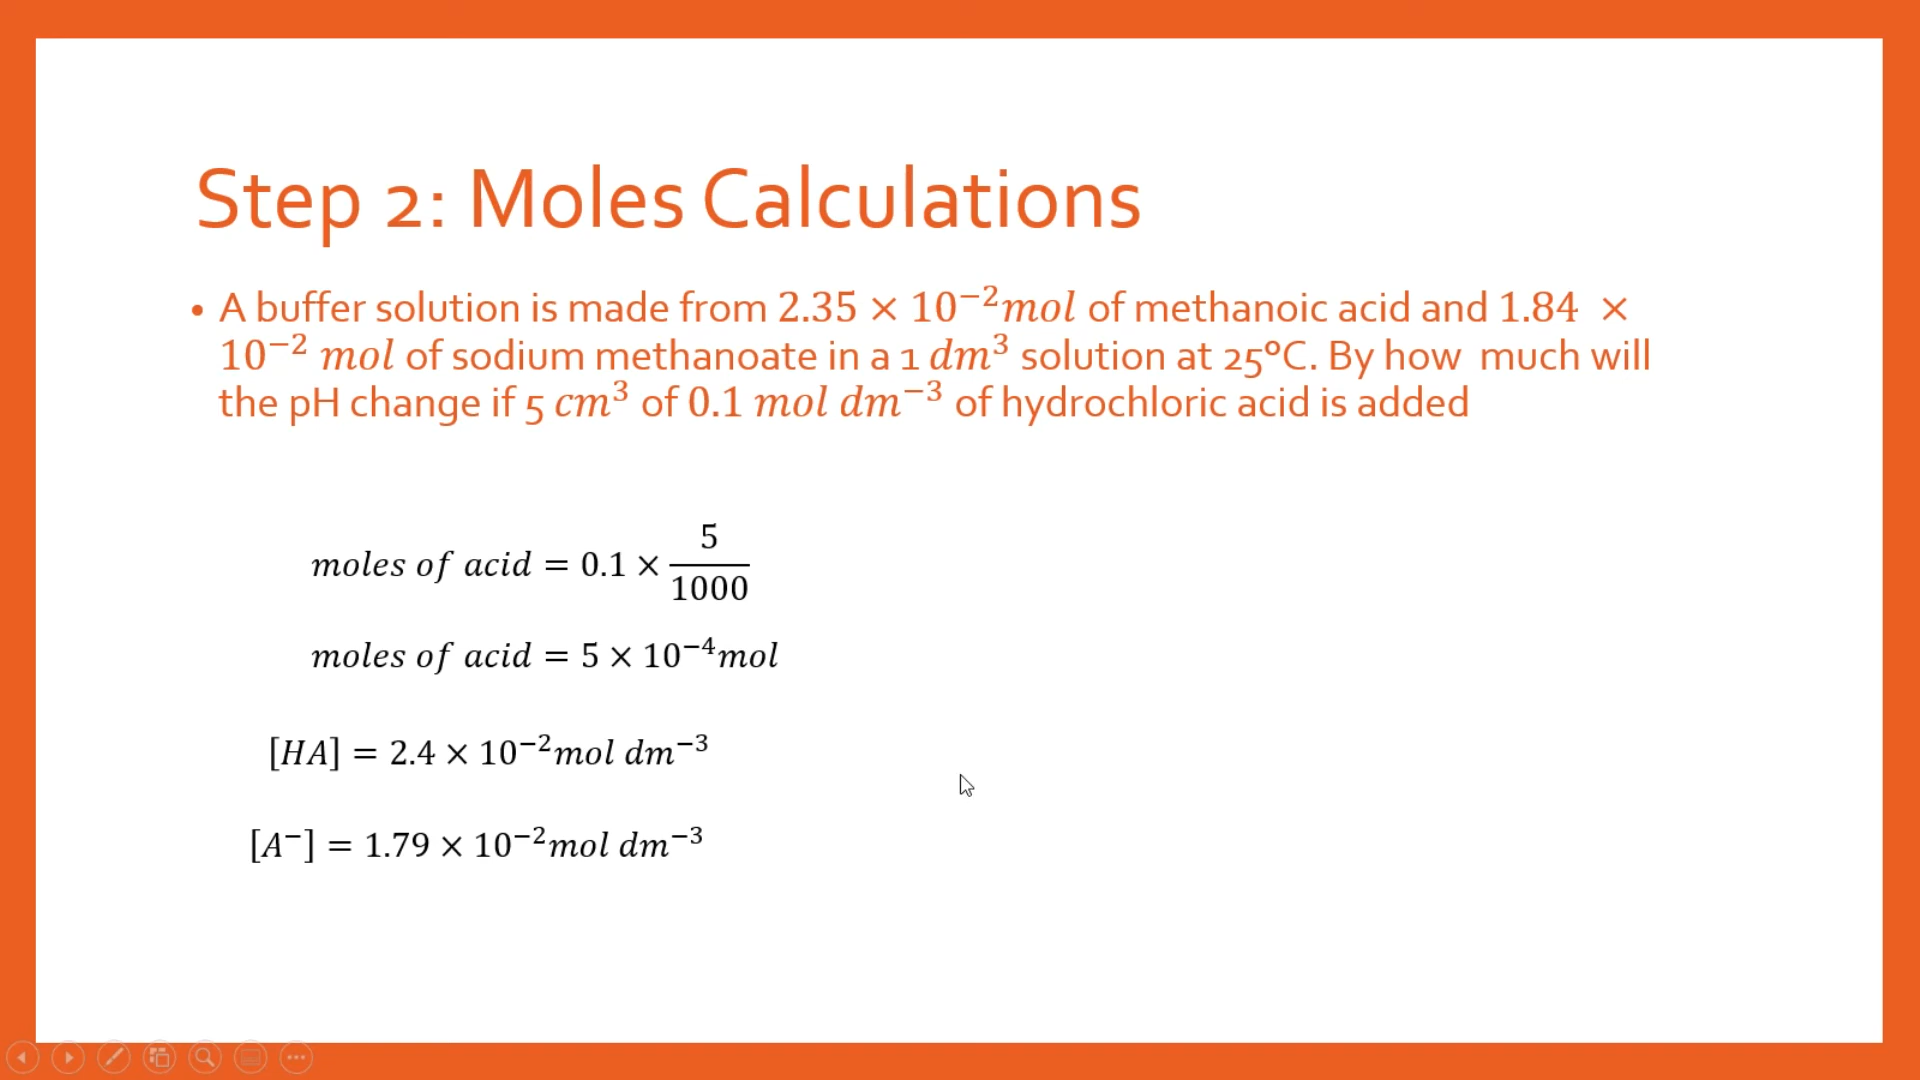 Step 2: Moles Calculations
• A buffer solution is made from 2.35 × 10⁻²mol of methanoic acid and 1.84 ×
10⁻² mol of sodium methanoate in a 1 dm³ solution at 25°C. By how much will
the pH change if 5 cm³ of 0.1 mol dm⁻³ of hydrochloric acid is added
moles of acid = 0.1 × 5/1000
moles of acid = 5 × 10⁻⁴mol
[HA] = 2.4 × 10⁻²mol dm⁻³
[A⁻] = 1.79 × 10⁻²mol dm⁻³